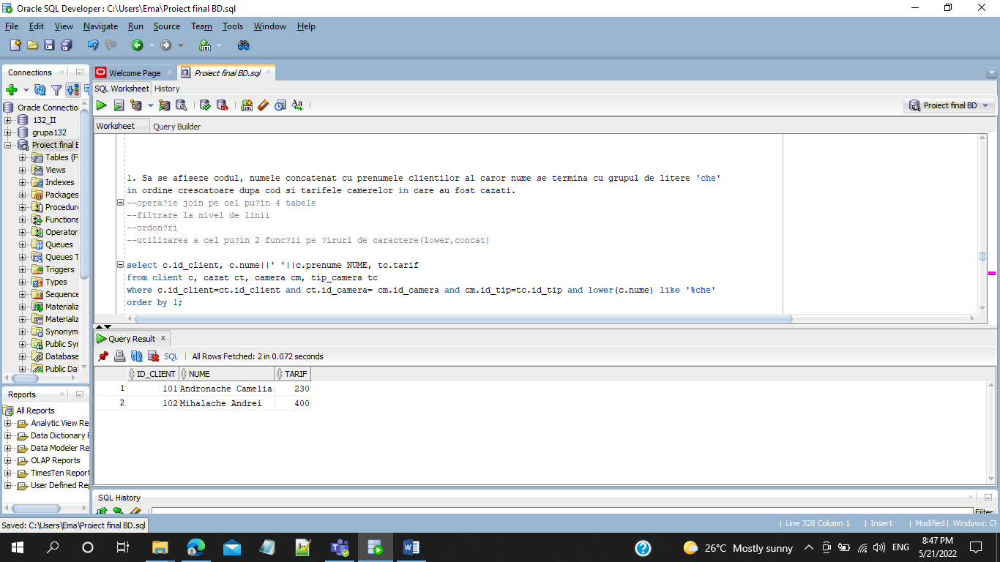 Oracle SQL Developer : C:\Users\Ema\Proiect final BD.sql
File Edit View Navigate Run Source Team Tools Window Help
Connections
Welcome Page
Proiect final BD.sql
SQL Worksheet History
Proiect final BD
Worksheet Query Builder
Oracle Connectio
132_II
grupa132
Proiect final B
Tables (F
Views
Indexes
Packages
Procedure
Functions
Operator
Queues
Queues T
Triggers
Types
Sequence
Materializ
Materializ
Synonym
Public Syn
Database
Public Da
1. Sa se afiseze codul, numele concatenat cu prenumele clientilor al caror nume se termina cu grupul de litere 'che'
in ordine crescatoare dupa cod si tarifele camerelor in care au fost cazati.
--opera?ie join pe cel pu?in 4 tabele
--filtrare la nivel de linii
--ordon?ri
--utilizarea a cel pu?in 2 func?ii pe ?iruri de caractere(lower,concat)
select c.id_client, c.nume||' '||c.prenume NUME, tc.tarif
from client c, cazat ct, camera cm, tip_camera tc
where c.id_client=ct.id_client and ct.id_camera= cm.id_camera and cm.id_tip=tc.id_tip and lower(c.nume) like '%che'
order by 1;
Query Result
SQL | All Rows Fetched: 2 in 0.072 seconds
ID_CLIENT NUME TARIF
1 101 Andronache Camelia 230
2 102 Mihalache Andrei 400
Reports
All Reports
Analytic View Re
Data Dictionary R
Data Modeler Re
OLAP Reports
TimesTen Report
User Defined Rep
SQL History
Filter
Saved: C:\Users\Ema\Proiect final BD.sql
| Line 328 Column 1 | Insert | Modified | Windows: CR
26°C Mostly sunny
ENG
8:47 PM
5/21/2022